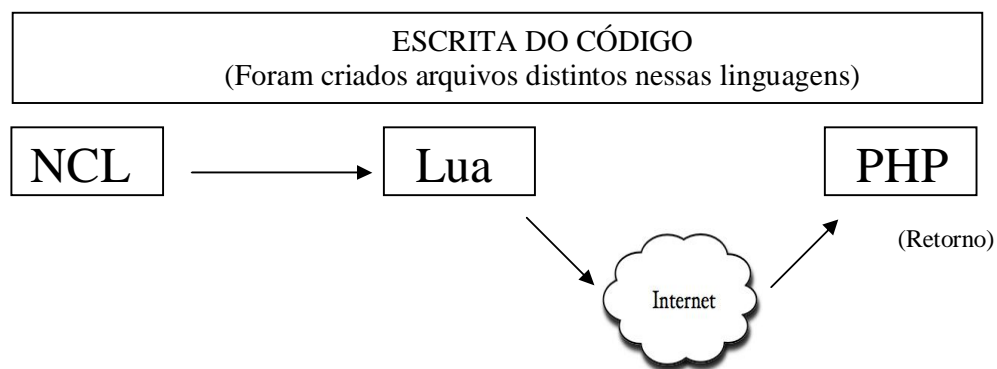 ESCRITA DO CÓDIGO
(Foram criados arquivos distintos nessas linguagens)
NCL
Lua
PHP
(Retorno)
Internet